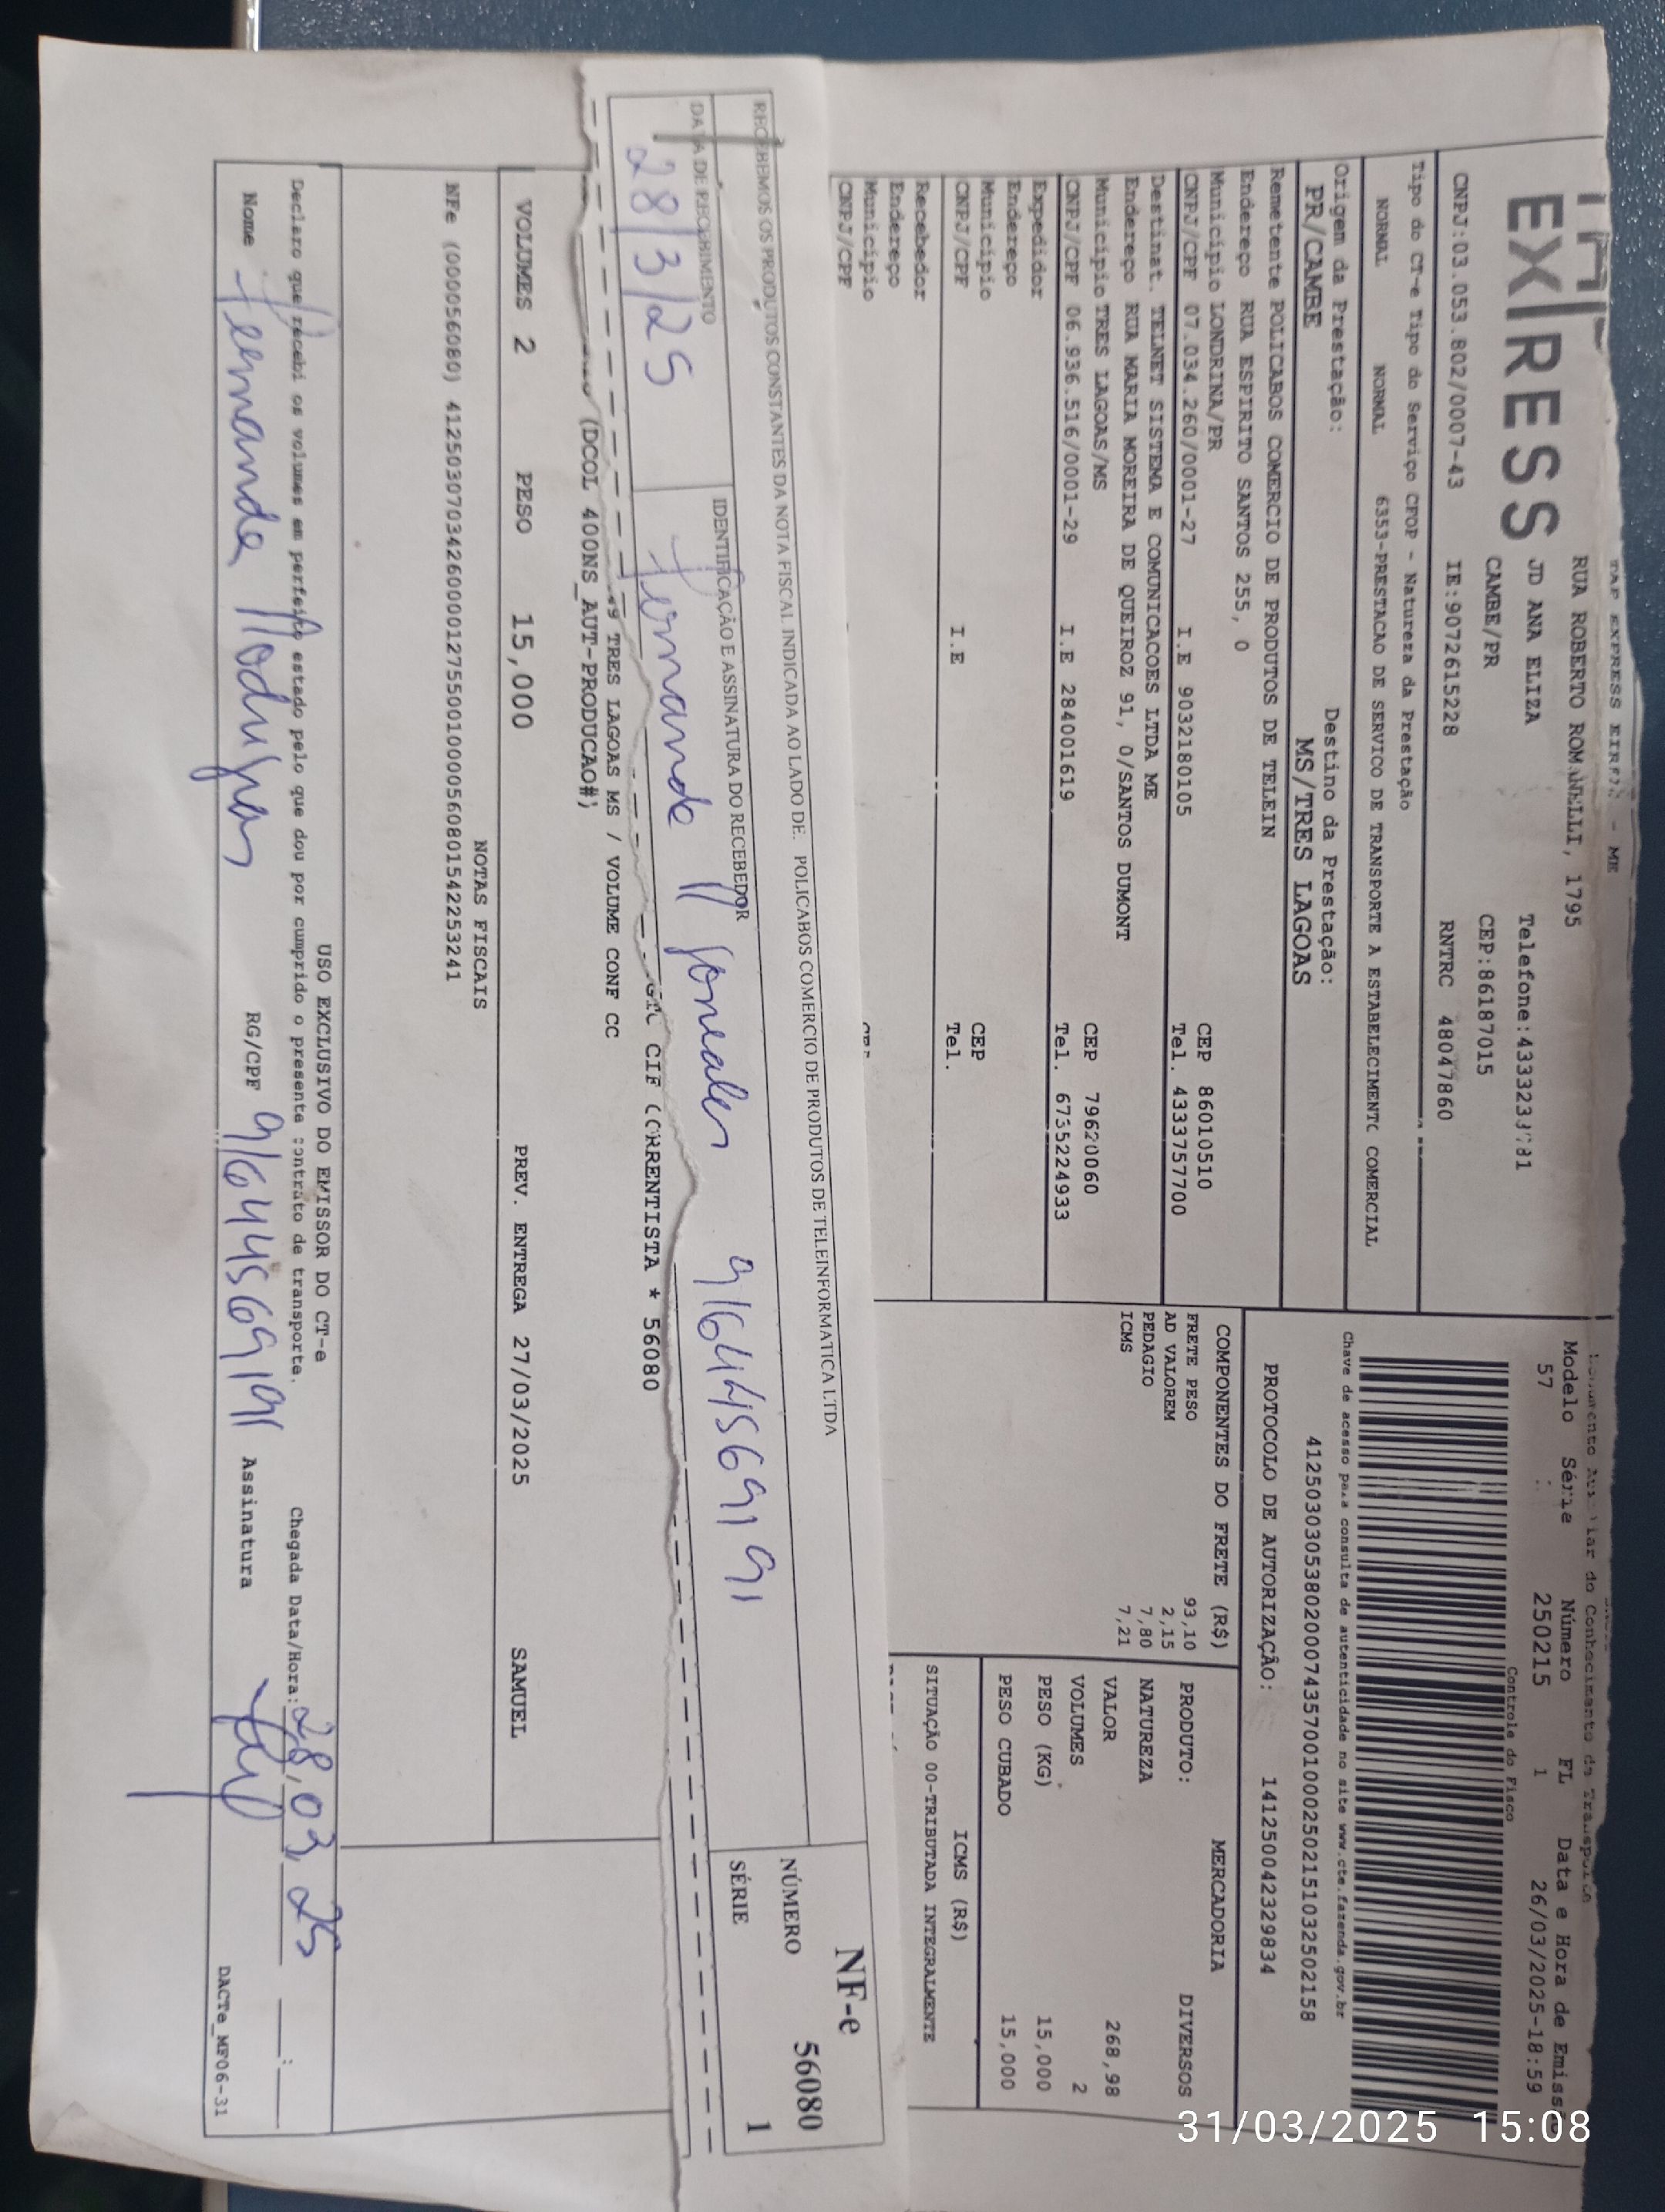 TAP EXPRESS EIRELI - ME
EXPRESS
RUA ROBERTO ROMANELLI, 1795
JD ANA ELIZA Telefone:4333233781
CAMBE/PR CEP:86187015
CNPJ:03.053.802/0007-43 IE:9072615228 RNTRC 48047860
Tipo do CT-e Tipo do Serviço CFOP - Natureza da Prestação
NORMAL NORMAL 6353-PRESTACAO DE SERVICO DE TRANSPORTE A ESTABELECIMENTO COMERCIAL
Origem da Prestação: Destino da Prestação:
PR/CAMBE MS/TRES LAGOAS
Remetente POLICABOS COMERCIO DE PRODUTOS DE TELEIN
Endereço RUA ESPIRITO SANTOS 255, 0
Município LONDRINA/PR CEP 86010510
CNPJ/CPF 07.034.260/0001-27 I.E 9032180105 Tel. 433375 7700
Destinat. TELNET SISTEMA E COMUNICACOES LTDA ME
Endereço RUA MARIA MOREIRA DE QUEIROZ 91, 0/SANTOS DUMONT
Município TRES LAGOAS/MS CEP 79620060
CNPJ/CPF 06.936.516/0001-29 I.E 284001619 Tel. 6735224933
Expedidor
Endereço
Município CEP
CNPJ/CPF I.E Tel.
Recebedor
Endereço
Município
CNPJ/CPF
Documento Auxiliar do Conhecimento de Transporte
Modelo Série Número FL Data e Hora de Emiss
57 250215 1 26/03/2025-18:59
Controle do Fisco
Chave de acesso para consulta de autenticidade no site www.cte.fazenda.gov.br
41250303053802000743570010002502151032502158
PROTOCOLO DE AUTORIZAÇÃO: 141250042329834
COMPONENTES DO FRETE (R$)
FRETE PESO 93,10
AD VALOREM 2,15
PEDAGIO 7,80
ICMS 7,21
MERCADORIA
PRODUTO: DIVERSOS
NATUREZA
VALOR 268,98
VOLUMES 2
PESO (KG) 15,000
PESO CUBADO 15,000
ICMS (R$)
SITUAÇÃO 00-TRIBUTADA INTEGRALMENTE
RECEBEMOS OS PRODUTOS CONSTANTES DA NOTA FISCAL INDICADA AO LADO DE: POLICABOS COMERCIO DE PRODUTOS DE TELEINFORMATICA LTDA
DATA DE RECEBIMENTO IDENTIFICAÇÃO E ASSINATURA DO RECEBEDOR
28/3/25 Fernando 9164456919
NF-e
NÚMERO 56080
SÉRIE 1
CIF CORRENTISTA * 56080
TRES LAGOAS MS / VOLUME CONF CC
(DCOL 400NS_AUT-PRODUCAO#)
VOLUMES 2 PESO 15,000 PREV. ENTREGA 27/03/2025 SAMUEL
NOTAS FISCAIS
NFe (000056080) 41250307034260000127550010000560801542253241
USO EXCLUSIVO DO EMISSOR DO CT-e
Declaro que recebi os volumes em perfeito estado pelo que dou por cumprido o presente contrato de transporte. Chegada Data/Hora: 28,03,25 :
Nome Fernando RG/CPF 9164456919 Assinatura
DACTe_MF06-31
31/03/2025 15:08